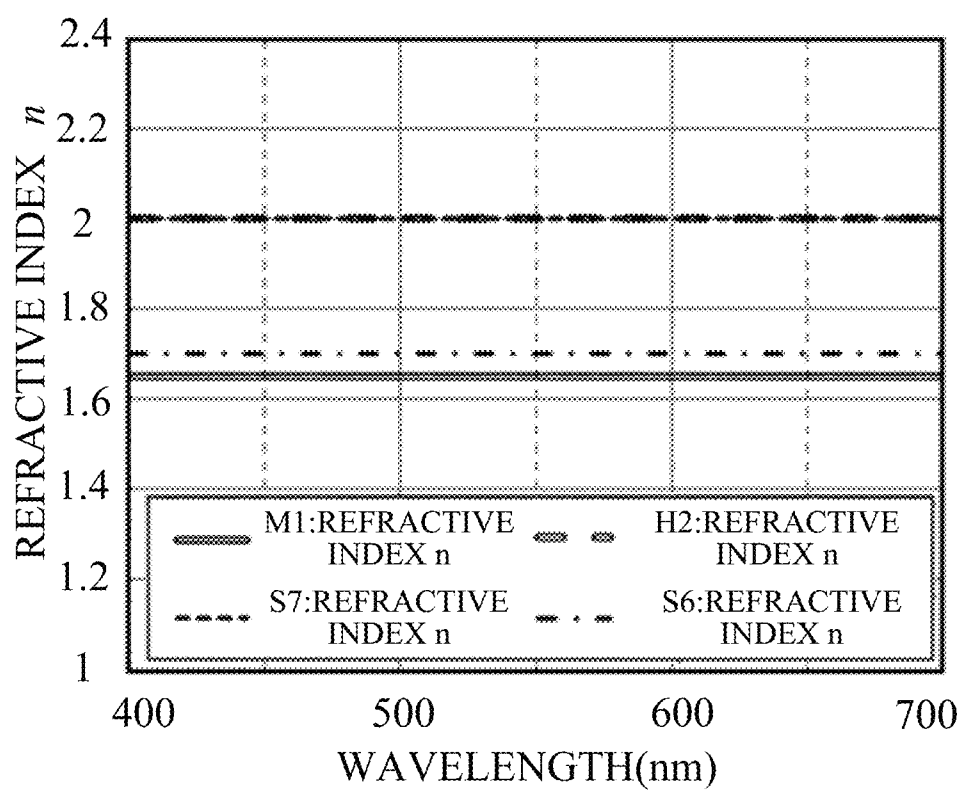 REFRACTIVE INDEX n
2.4
2.2
2
1.8
1.6
1.4
1.2
1
M1:REFRACTIVE
INDEX n
H2:REFRACTIVE
INDEX n
S7:REFRACTIVE
INDEX n
S6:REFRACTIVE
INDEX n
400
500
600
700
WAVELENGTH(nm)